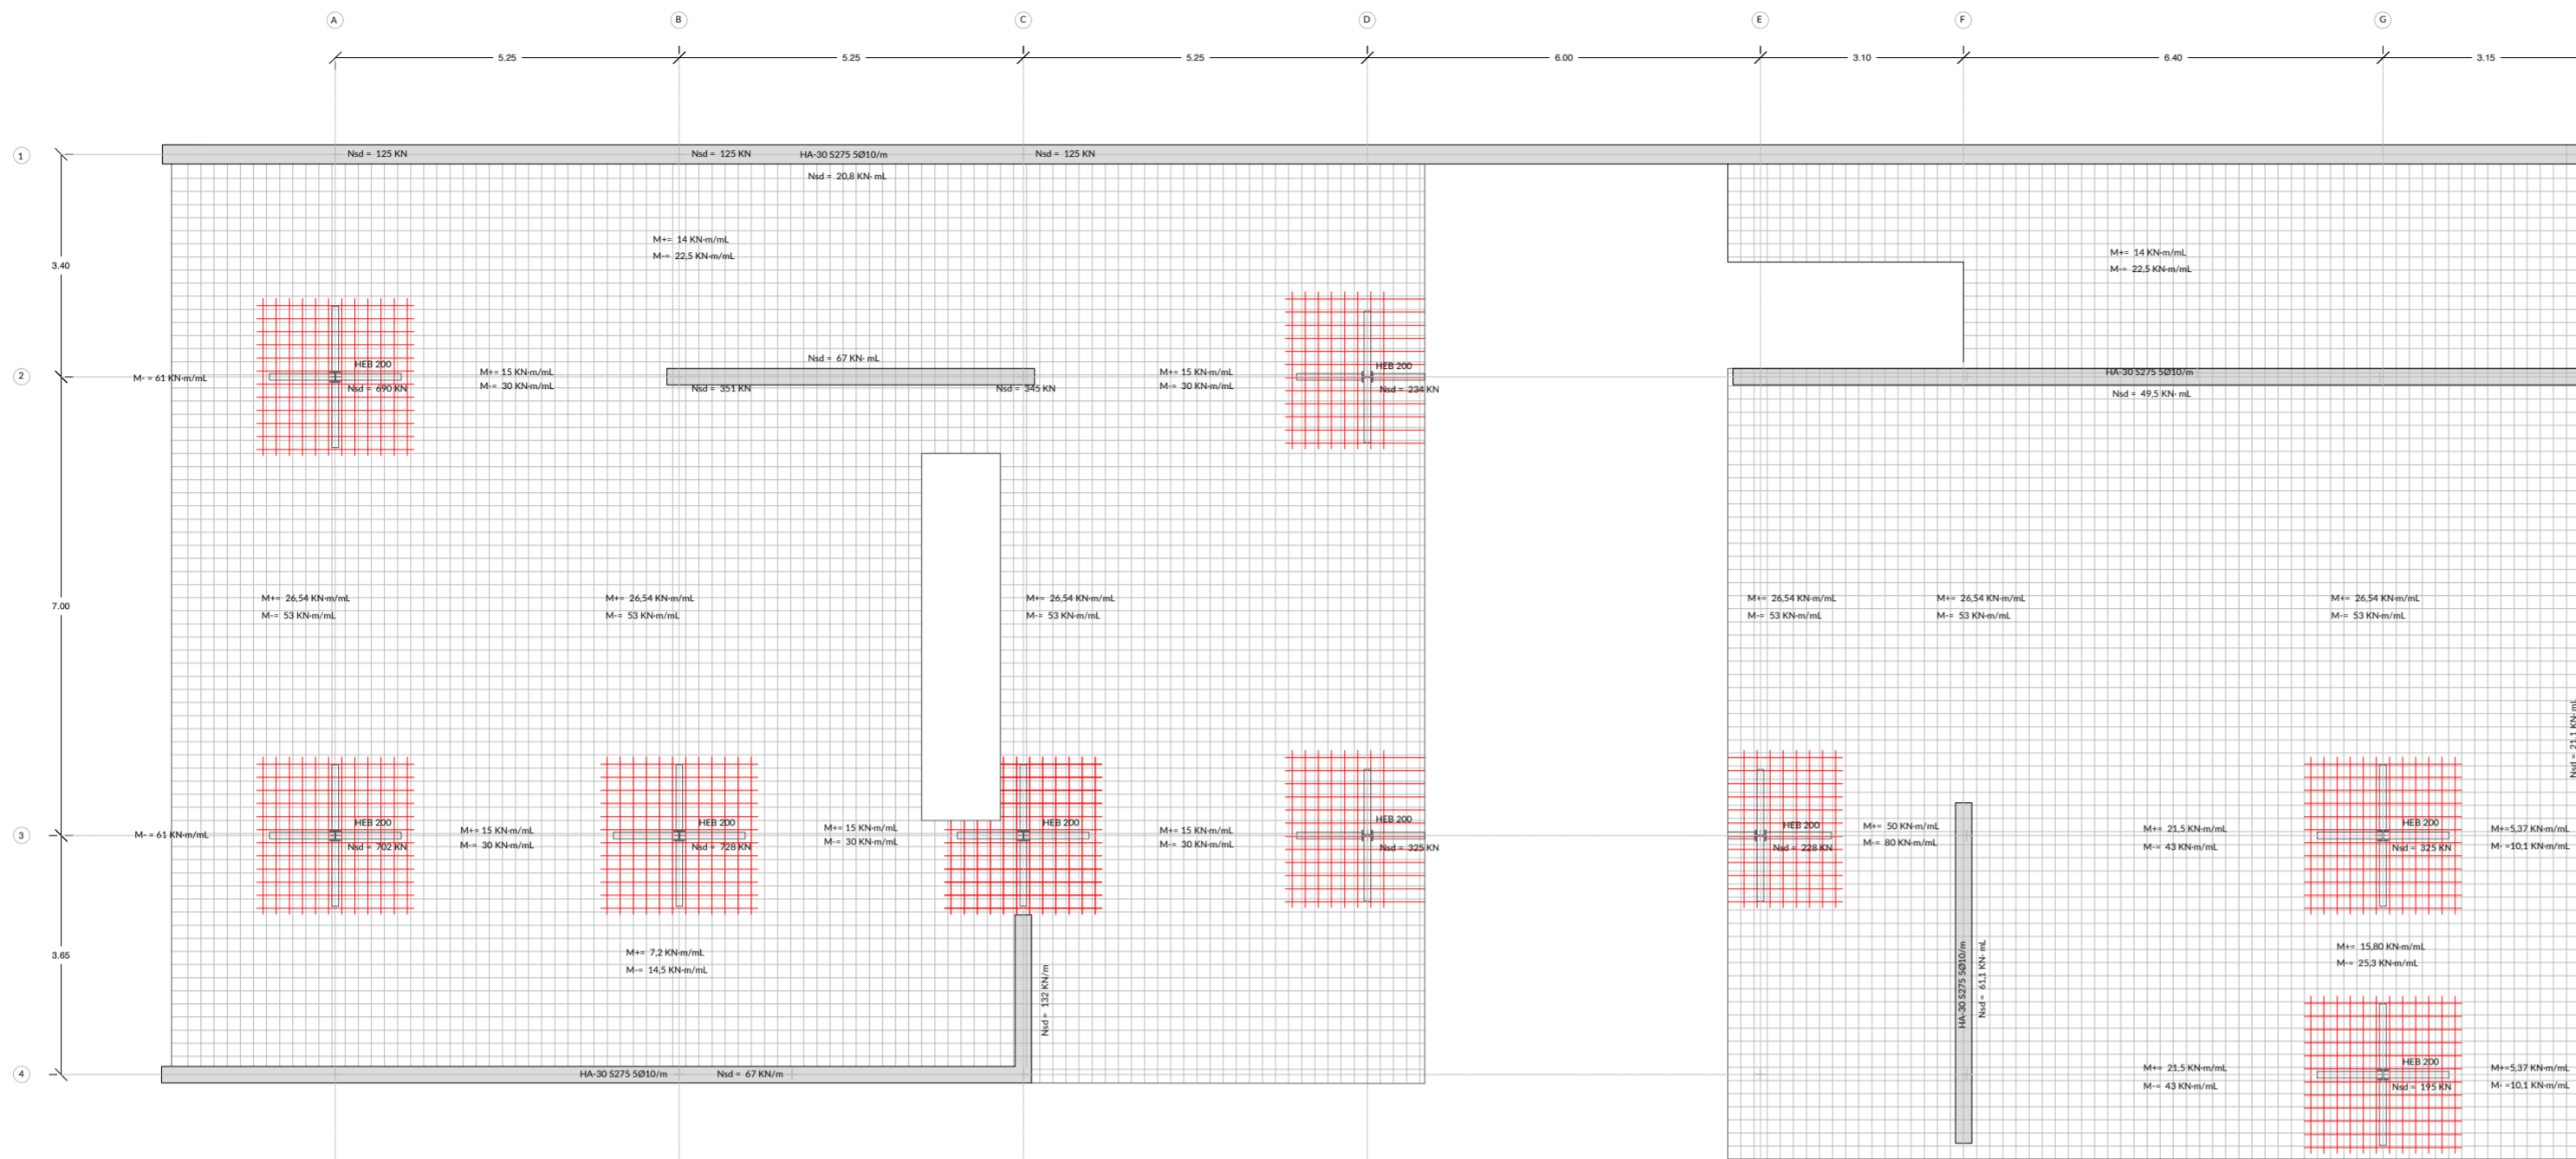 A
B
C
D
E
F
G
5.25
5.25
5.25
6.00
3.10
6.40
3.15
1
Nsd = 125 KN
Nsd = 125 KN
HA-30 S275 5Ø10/m
Nsd = 125 KN
Nsd = 20,8 KN· mL
M+= 14 KN·m/mL
M-= 22,5 KN·m/mL
M+= 14 KN·m/mL
M-= 22,5 KN·m/mL
3.40
2
M- = 61 KN·m/mL
HEB 200
Nsd = 690 KN
M+= 15 KN·m/mL
M-= 30 KN·m/mL
Nsd = 67 KN· mL
Nsd = 351 KN
Nsd = 345 KN
M+= 15 KN·m/mL
M-= 30 KN·m/mL
HEB 200
Nsd = 234 KN
HA-30 S275 5Ø10/m
Nsd = 49,5 KN· mL
7.00
M+= 26,54 KN·m/mL
M-= 53 KN·m/mL
M+= 26,54 KN·m/mL
M-= 53 KN·m/mL
M+= 26,54 KN·m/mL
M-= 53 KN·m/mL
M+= 26,54 KN·m/mL
M-= 53 KN·m/mL
M+= 26,54 KN·m/mL
M-= 53 KN·m/mL
M+= 26,54 KN·m/mL
M-= 53 KN·m/mL
Nsd = 21,1 KN· mL
3
M- = 61 KN·m/mL
HEB 200
Nsd = 702 KN
M+= 15 KN·m/mL
M-= 30 KN·m/mL
HEB 200
Nsd = 728 KN
M+= 15 KN·m/mL
M-= 30 KN·m/mL
HEB 200
M+= 15 KN·m/mL
M-= 30 KN·m/mL
HEB 200
Nsd = 325 KN
HEB 200
Nsd = 228 KN
M+= 50 KN·m/mL
M-= 80 KN·m/mL
M+= 21,5 KN·m/mL
M-= 43 KN·m/mL
HEB 200
Nsd = 325 KN
M+=5,37 KN·m/mL
M- =10,1 KN·m/mL
3.65
M+= 7,2 KN·m/mL
M-= 14,5 KN·m/mL
Nsd = 132 KN/m
HA-30 S275 5Ø10/m
Nsd = 61,1 KN· mL
M+= 15,80 KN·m/mL
M-= 25,3 KN·m/mL
4
HA-30 S275 5Ø10/m
Nsd = 67 KN/m
M+= 21,5 KN·m/mL
M-= 43 KN·m/mL
HEB 200
Nsd = 195 KN
M+=5,37 KN·m/mL
M- =10,1 KN·m/mL